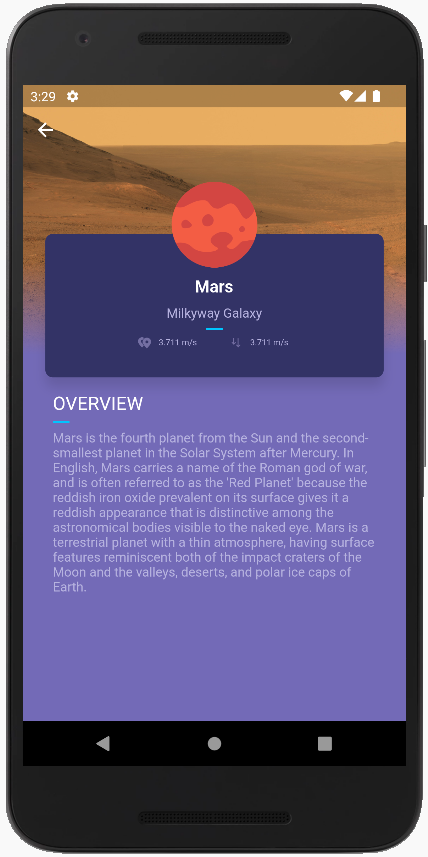 3:29
Mars
Milkyway Galaxy
3.711 m/s 3.711 m/s
OVERVIEW
Mars is the fourth planet from the Sun and the second-
smallest planet in the Solar System after Mercury. In
English, Mars carries a name of the Roman god of war,
and is often referred to as the 'Red Planet' because the
reddish iron oxide prevalent on its surface gives it a
reddish appearance that is distinctive among the
astronomical bodies visible to the naked eye. Mars is a
terrestrial planet with a thin atmosphere, having surface
features reminiscent both of the impact craters of the
Moon and the valleys, deserts, and polar ice caps of
Earth.